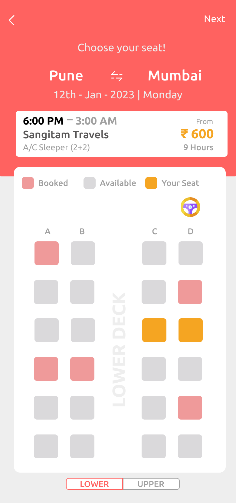 Next
Choose your seat!
Pune Mumbai
12th - Jan - 2023 | Monday
6:00 PM – 3:00 AM From
Sangitam Travels ₹ 600
A/C Sleeper (2+2) 9 Hours
Booked Available Your Seat
A B C D
LOWER DECK
LOWER UPPER